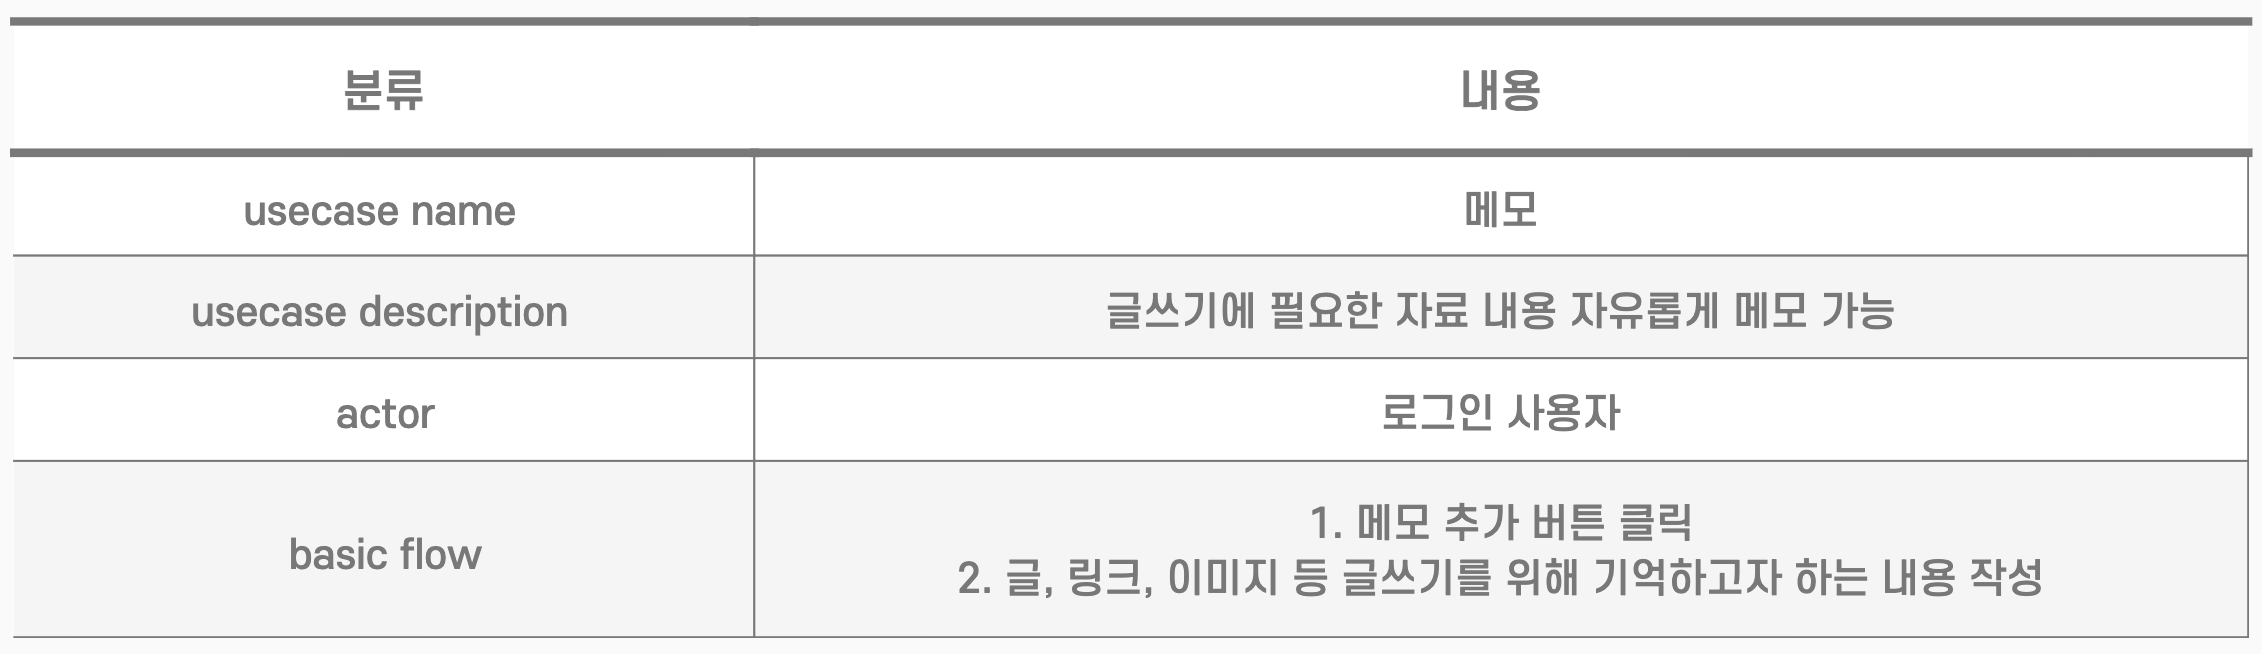 분류 내용
usecase name 메모
usecase description 글쓰기에 필요한 자료 내용 자유롭게 메모 가능
actor 로그인 사용자
basic flow
1. 메모 추가 버튼 클릭
2. 글, 링크, 이미지 등 글쓰기를 위해 기억하고자 하는 내용 작성